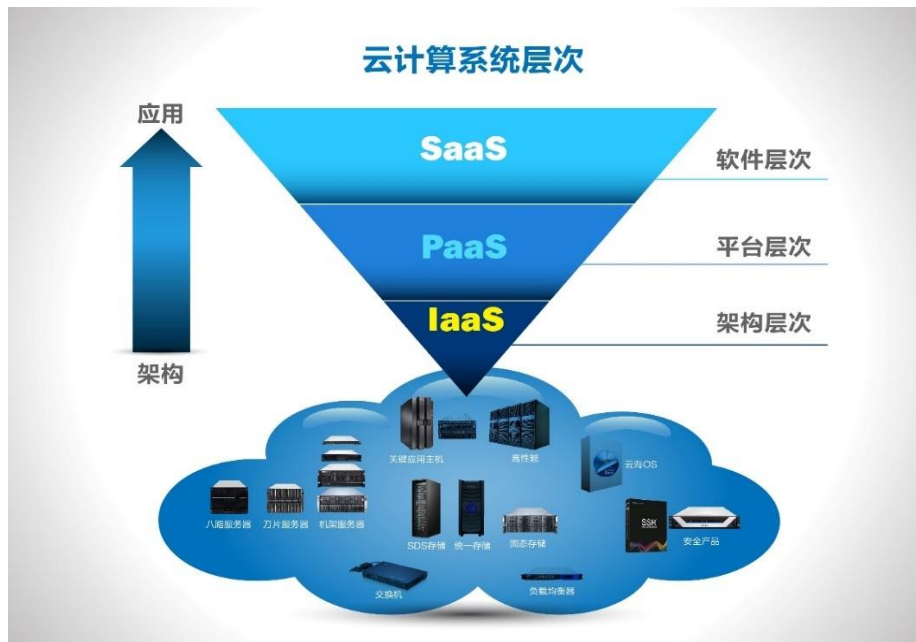 云计算系统层次
应用
SaaS
软件层次
PaaS
平台层次
IaaS
架构层次
架构
关键应用主机
高性能
云海OS
八路服务器
刀片服务器
机架服务器
SDS存储
统一存储
固态存储
SSR
安全产品
交换机
负载均衡器